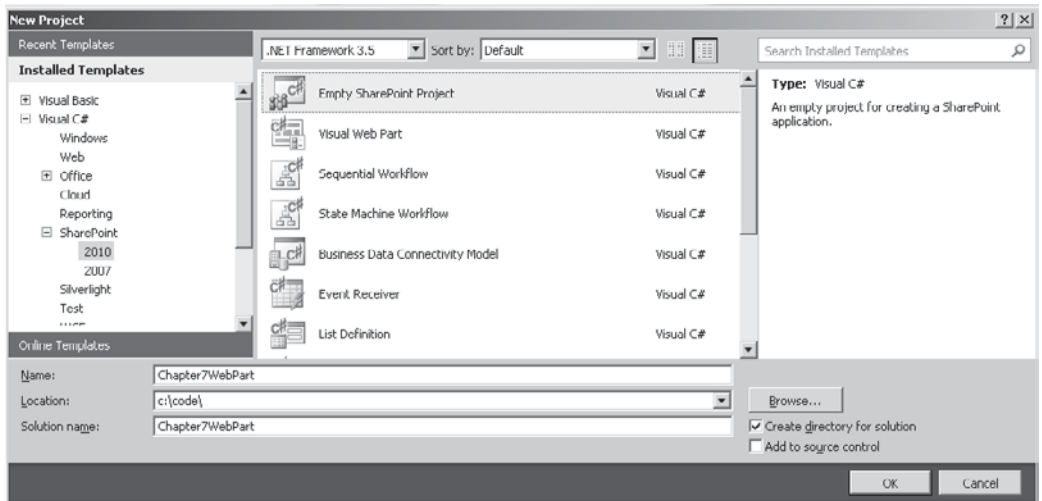 New Project
Recent Templates
Installed Templates
Visual Basic
Visual C#
Windows
Web
Office
Cloud
Reporting
SharePoint
2010
2007
Silverlight
Test
Online Templates
.NET Framework 3.5
Sort by: Default
Empty SharePoint Project Visual C#
Visual Web Part Visual C#
Sequential Workflow Visual C#
State Machine Workflow Visual C#
Business Data Connectivity Model Visual C#
Event Receiver Visual C#
List Definition Visual C#
Search Installed Templates
Type: Visual C#
An empty project for creating a SharePoint
application.
Name: Chapter7WebPart
Location: c:\code\
Solution name: Chapter7WebPart
Browse...
Create directory for solution
Add to source control
OK Cancel